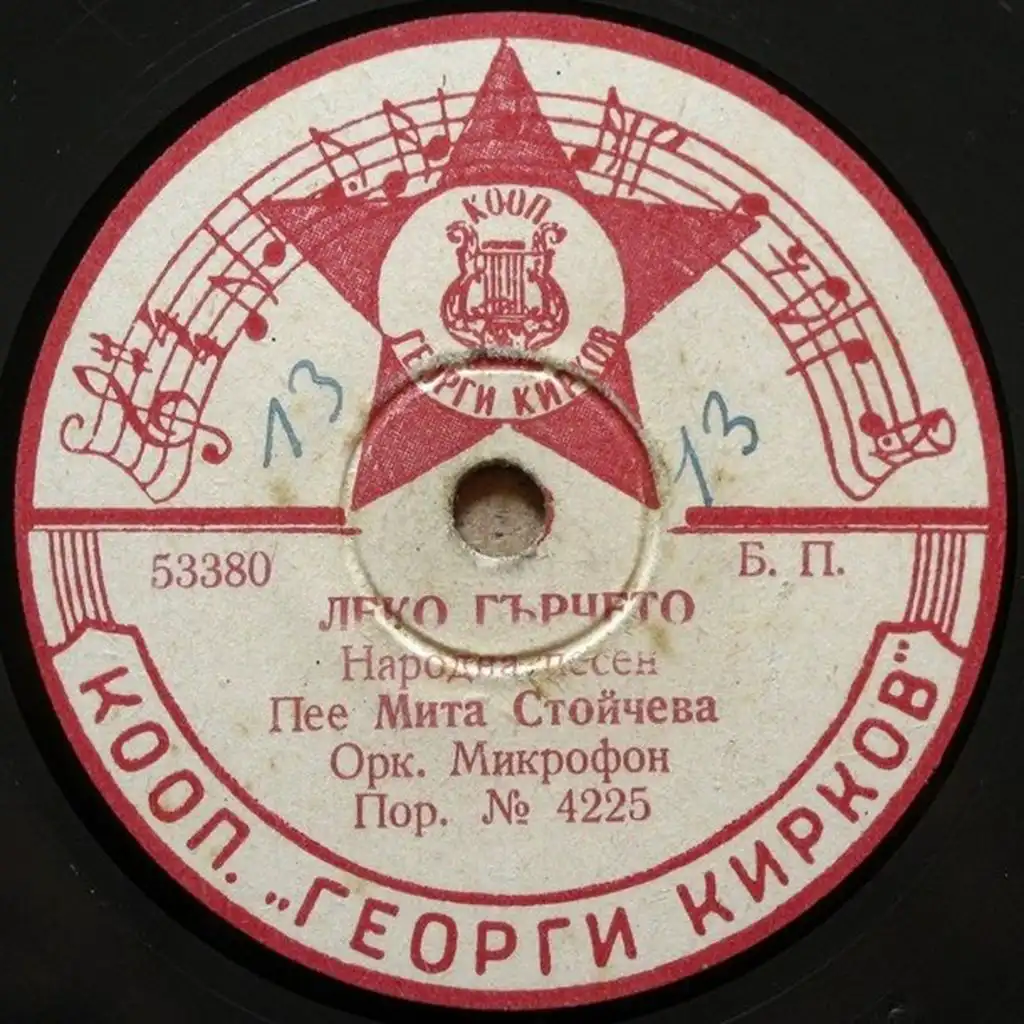 КООП.
ГЕОРГИ КИРКОВ
13
13
53380
Б. П.
ЛЕКО ГЪРЧЕТО
Народна песен
Пее Мита Стойчева
Орк. Микрофон
Пор. № 4225
КООП. „ГЕОРГИ КИРКОВ"